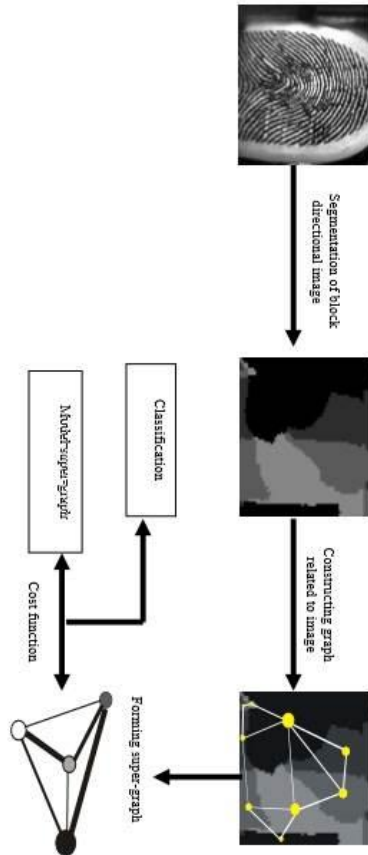 Segmentation of block
directional image
Constructing graph
related to image
Forming super-graph
Cost function
Classification
Model super-graph